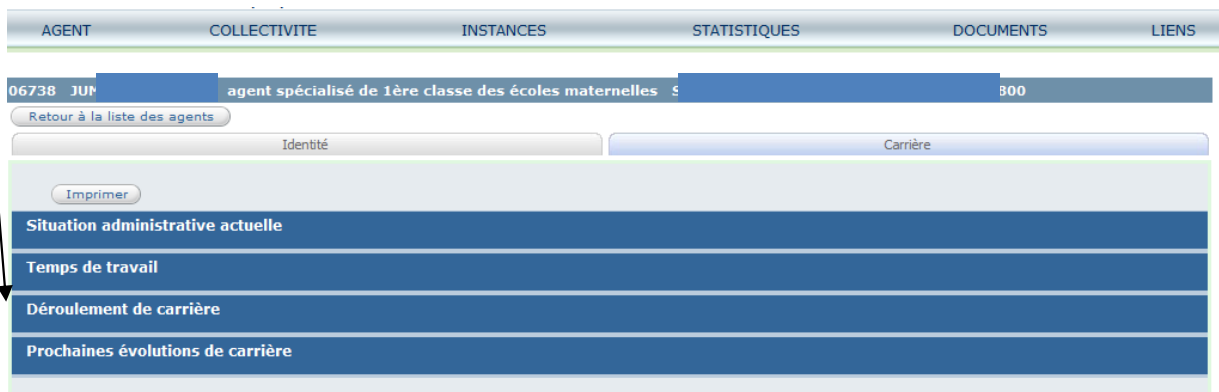 AGENT COLLECTIVITE INSTANCES STATISTIQUES DOCUMENTS LIENS
06738 JUM agent spécialisé de 1ère classe des écoles maternelles S 800
Retour à la liste des agents
Identité Carrière
Imprimer
Situation administrative actuelle
Temps de travail
Déroulement de carrière
Prochaines évolutions de carrière